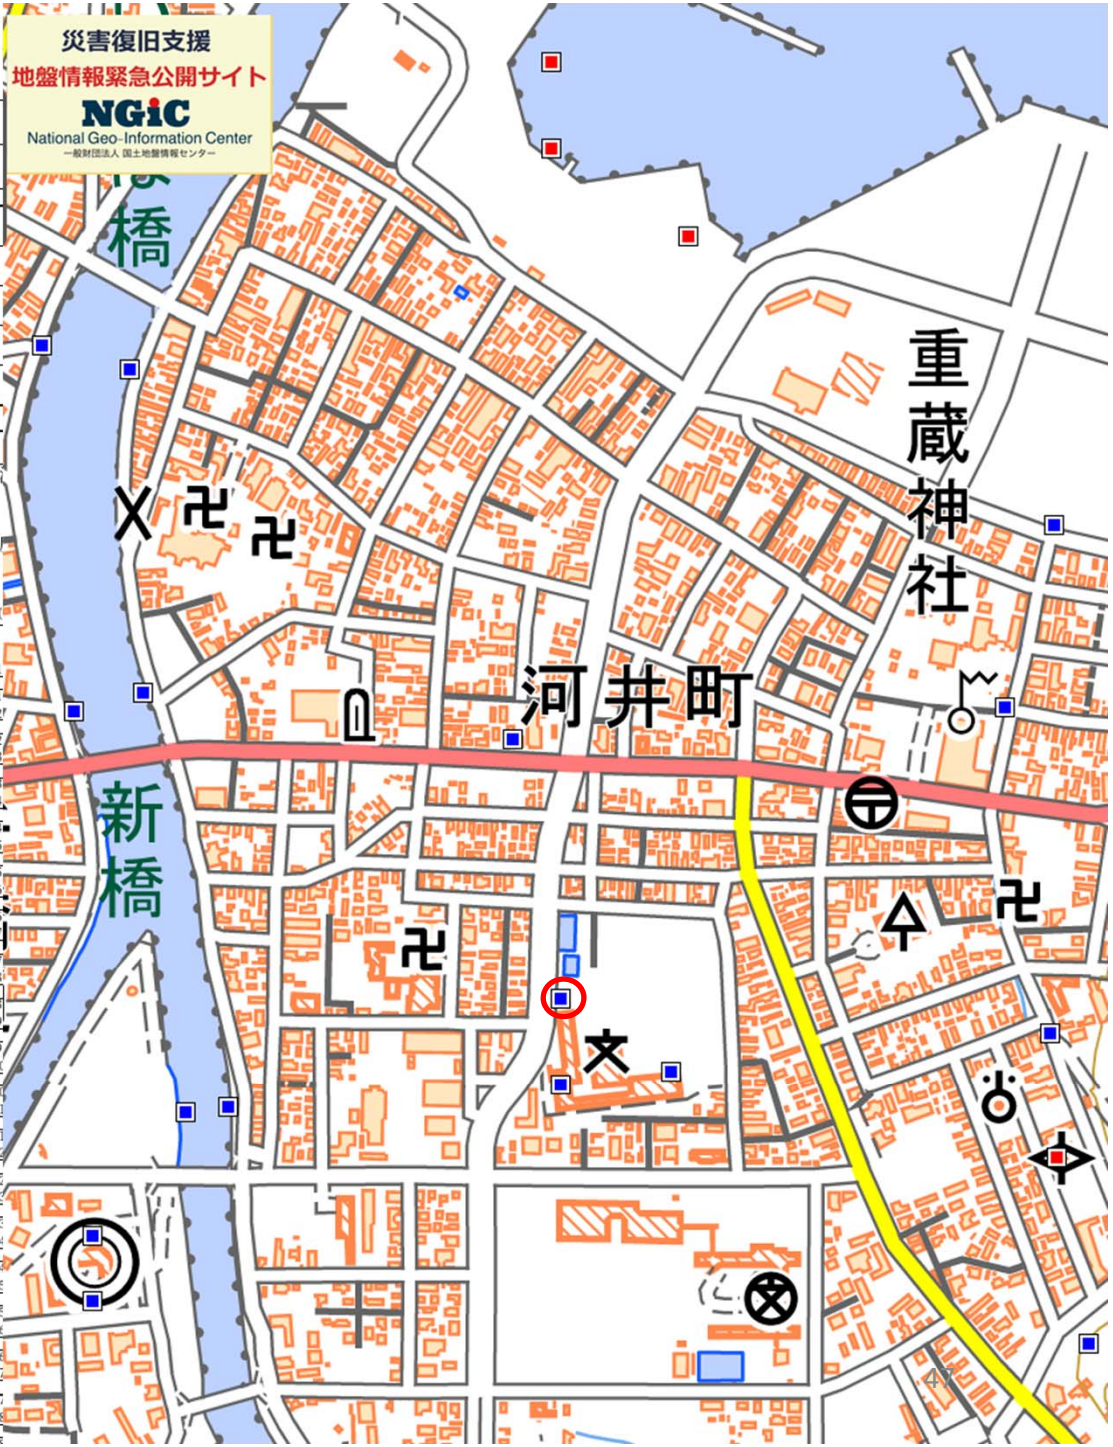 災害復旧支援
地盤情報緊急公開サイト
NGiC
National Geo-Information Center
一般財団法人 国土地盤情報センター
橋
重蔵神社
河井町
新橋
47